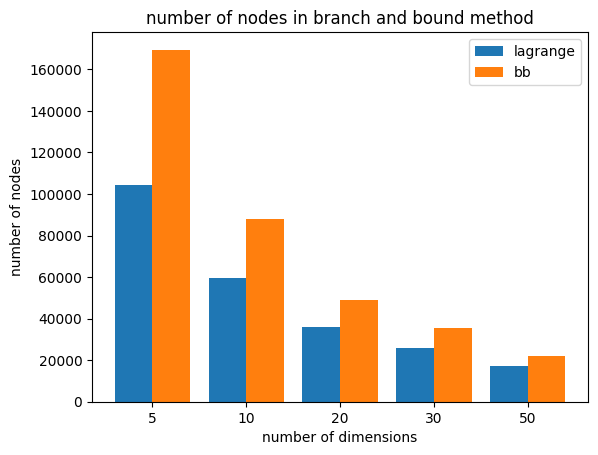 number of nodes in branch and bound method
lagrange
bb
160000
140000
120000
100000
80000
60000
40000
20000
0
number of nodes
5 10 20 30 50
number of dimensions